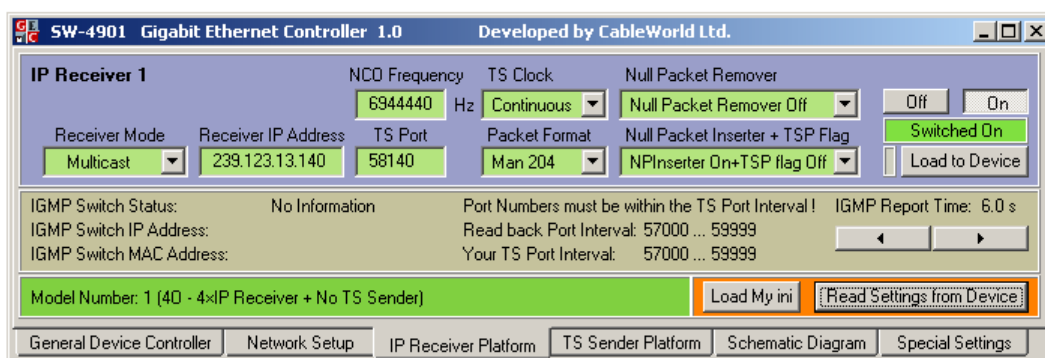 SW-4901 Gigabit Ethernet Controller 1.0 Developed by CableWorld Ltd.
IP Receiver 1 NCO Frequency TS Clock Null Packet Remover
6944440 Hz Continuous Null Packet Remover Off Off On
Receiver Mode Receiver IP Address TS Port Packet Format Null Packet Inserter + TSP Flag Switched On
Multicast 239.123.13.140 58140 Man 204 NPInserter On+TSP flag Off Load to Device
IGMP Switch Status: No Information Port Numbers must be within the TS Port Interval ! IGMP Report Time: 6.0 s
IGMP Switch IP Address: Read back Port Interval: 57000 ... 59999
IGMP Switch MAC Address: Your TS Port Interval: 57000 ... 59999
Model Number: 1 (40 - 4×IP Receiver + No TS Sender) Load My ini Read Settings from Device
General Device Controller Network Setup IP Receiver Platform TS Sender Platform Schematic Diagram Special Settings